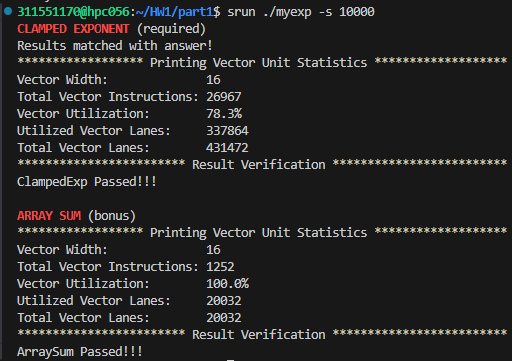 311551170@hpc056:~/HW1/part1$ srun ./myexp -s 10000
CLAMPED EXPONENT (required)
Results matched with answer!
****************** Printing Vector Unit Statistics *******************
Vector Width:              16
Total Vector Instructions: 26967
Vector Utilization:        78.3%
Utilized Vector Lanes:     337864
Total Vector Lanes:        431472
************************ Result Verification *************************
ClampedExp Passed!!!

ARRAY SUM (bonus)
****************** Printing Vector Unit Statistics *******************
Vector Width:              16
Total Vector Instructions: 1252
Vector Utilization:        100.0%
Utilized Vector Lanes:     20032
Total Vector Lanes:        20032
************************ Result Verification *************************
ArraySum Passed!!!